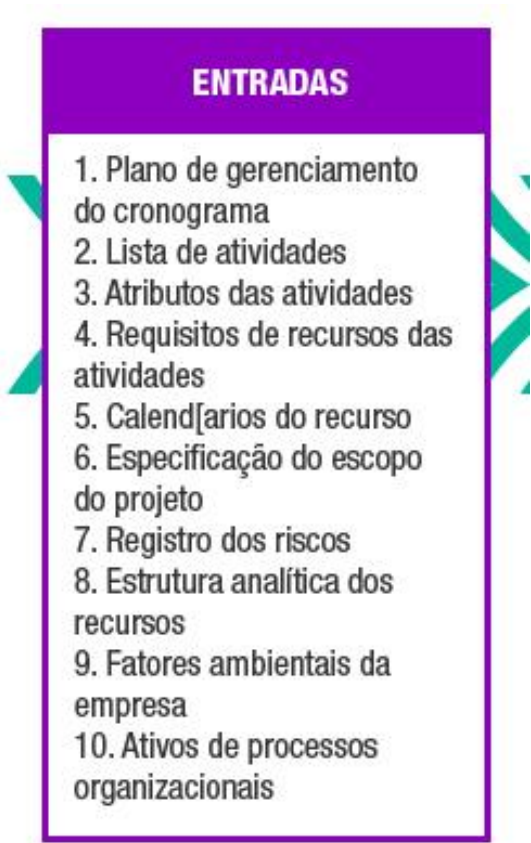 ENTRADAS
1. Plano de gerenciamento
do cronograma
2. Lista de atividades
3. Atributos das atividades
4. Requisitos de recursos das
atividades
5. Calend[arios do recurso
6. Especificação do escopo
do projeto
7. Registro dos riscos
8. Estrutura analítica dos
recursos
9. Fatores ambientais da
empresa
10. Ativos de processos
organizacionais